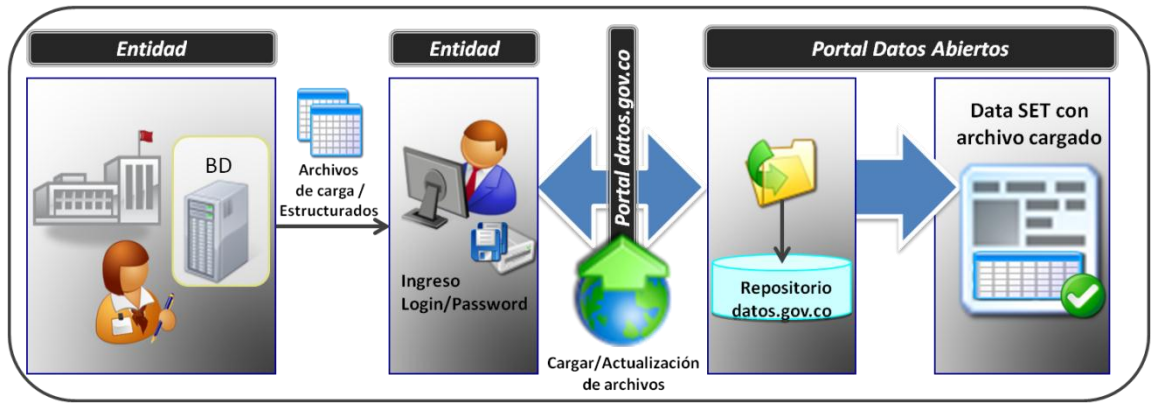 Entidad
BD
Archivos
de carga /
Estructurados
Entidad
Ingreso
Login/Password
Portal datos.gov.co
Cargar/Actualización
de archivos
Portal Datos Abiertos
Repositorio
datos.gov.co
Data SET con
archivo cargado